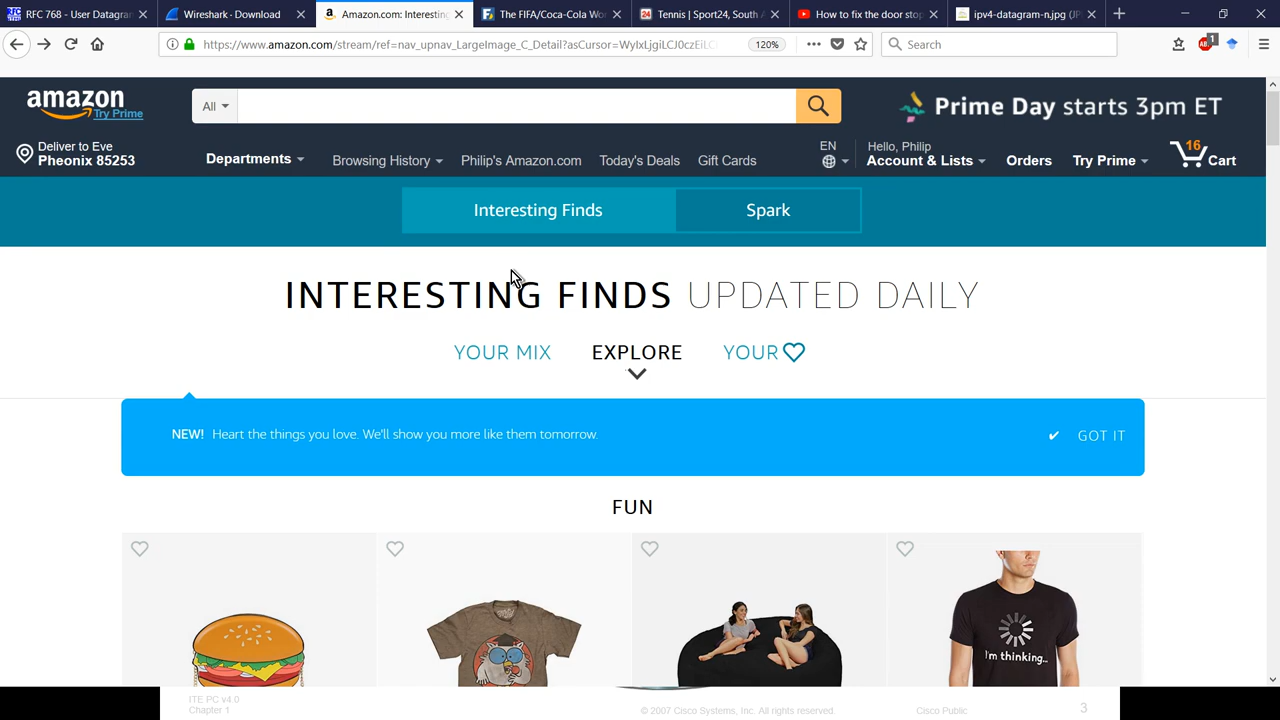 RFC 768 - User Datagran
Wireshark · Download
Amazon.com: Interesting
The FIFA/Coca-Cola Wo
Tennis | Sport24, South A
How to fix the door stop
ipv4-datagram-n.jpg (JP
https://www.amazon.com/stream/ref=nav_upnav_LargeImage_C_Detail?asCursor=WyIxLjgiLCJ0czEiLC
120%
Search
ABP
1
amazon
Try Prime
All
Prime Day starts 3pm ET
Deliver to Eve
Pheonix 85253
Departments
Browsing History
Philip's Amazon.com
Today's Deals
Gift Cards
EN
Hello, Philip
Account & Lists
Orders
Try Prime
16
Cart
Interesting Finds
Spark
INTERESTING FINDS UPDATED DAILY
YOUR MIX
EXPLORE
YOUR
NEW! Heart the things you love. We'll show you more like them tomorrow.
✔ GOT IT
FUN
I'm thinking...
ITE PC v4.0
Chapter 1
© 2007 Cisco Systems, Inc. All rights reserved
Cisco Public
3